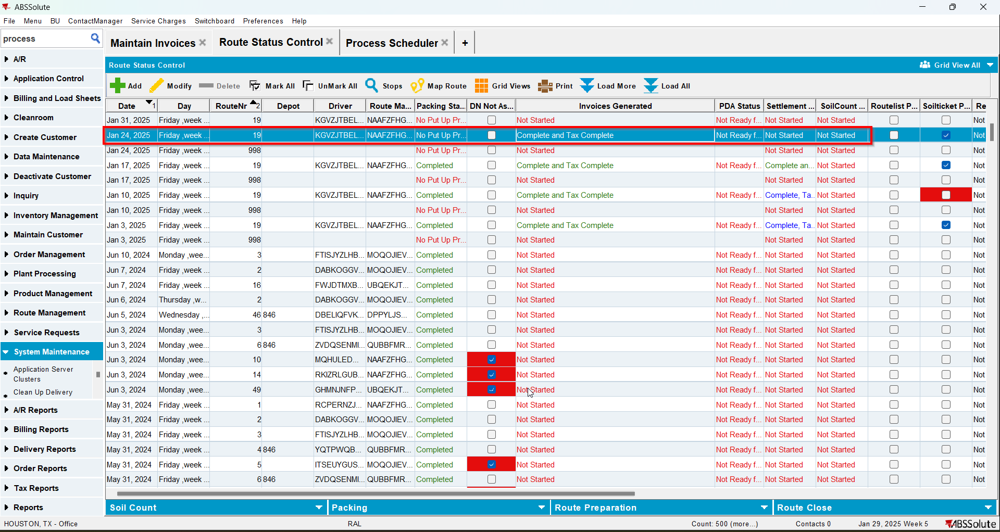 ABSSolute
File Menu BU ContactManager Service Charges Switchboard Preferences Help
process
Maintain Invoices Route Status Control Process Scheduler +
Route Status Control Grid View All
Add Modify Delete Mark All UnMark All Stops Map Route Grid Views Print Load More Load All
Date 1 Day RouteNr 2 Depot Driver Route Ma... Packing Sta... DN Not As... Invoices Generated PDA Status Settlement ... SoilCount ... Routelist P... Soilticket P... Re
Jan 31, 2025 Friday ,week ... 19 KGVZJTBEL... NAAFZFHG... No Put Up Pr... Not Started Not Ready f... Not Started Not Started Not
Jan 24, 2025 Friday ,week ... 19 KGVZJTBEL... NAAFZFHG... No Put Up Pr... Complete and Tax Complete Not Ready f... Not Started Not Started Not
Jan 24, 2025 Friday ,week ... 998 No Put Up Pr... Not Started Not Started Not Started Not
Jan 17, 2025 Friday ,week ... 19 KGVZJTBEL... NAAFZFHG... Completed Complete and Tax Complete Not Ready f... Complete an... Not Started Not
Jan 17, 2025 Friday ,week ... 998 No Put Up Pr... Not Started Not Started Not Started Not
Jan 10, 2025 Friday ,week ... 19 KGVZJTBEL... NAAFZFHG... Completed Complete and Tax Complete Not Ready f... Complete, Ta.. Not Started Not
Jan 10, 2025 Friday ,week ... 998 No Put Up Pr... Not Started Not Started Not Started Not
Jan 3, 2025 Friday ,week ... 19 KGVZJTBEL... NAAFZFHG... Completed Complete and Tax Complete Not Ready f... Complete, Ta.. Not Started Not
Jan 3, 2025 Friday ,week ... 998 No Put Up Pr... Not Started Not Started Not Started Not
Jun 10, 2024 Monday ,wee... 3 FTISJYZLHB... MOQOJIEV... Completed Not Started Not Ready f... Not Started Not Started Not
Jun 7, 2024 Friday ,week ... 2 DABKOGGV... MOQOJIEV... Completed Not Started Not Ready f... Not Started Not Started Not
Jun 7, 2024 Friday ,week ... 16 FWJDTMXB... UBQEKJT... Completed Not Started Not Ready f... Not Started Not Started Not
Jun 6, 2024 Thursday ,w... 2 DABKOGGV... MOQOJIEV... Completed Not Started Not Ready f... Not Started Not Started Not
Jun 5, 2024 Wednesday ,... 46 846 DBELIQFVK... DPPYLJS... Completed Not Started Not Ready f... Not Started Not Started Not
Jun 3, 2024 Monday ,wee... 3 FTISJYZLHB... MOQOJIEV... Completed Not Started Not Ready f... Not Started Not Started Not
Jun 3, 2024 Monday ,wee... 6 846 ZVDQSENMI... QUBBFMR... Completed Not Started Not Ready f... Not Started Not Started Not
Jun 3, 2024 Monday ,wee... 10 MQHULED... NAAFZFHG... Completed Not Started Not Ready f... Not Started Not Started Not
Jun 3, 2024 Monday ,wee... 14 RKIZRLGUB... NAAFZFHG... Completed Not Started Not Ready f... Not Started Not Started Not
Jun 3, 2024 Monday ,wee... 49 GHMNJNFP... UBQEKJT... Completed Not Started Not Ready f... Not Started Not Started Not
May 31, 2024 Friday ,week ... 1 RCPERNZJ... NAAFZFHG... Completed Not Started Not Ready f... Not Started Not Started Not
May 31, 2024 Friday ,week ... 2 DABKOGGV... MOQOJIEV... Completed Not Started Not Ready f... Not Started Not Started Not
May 31, 2024 Friday ,week ... 3 FTISJYZLHB... MOQOJIEV... Completed Not Started Not Ready f... Not Started Not Started Not
May 31, 2024 Friday ,week ... 4 846 YQTPWQB... QUBBFMR... Completed Not Started Not Ready f... Not Started Not Started Not
May 31, 2024 Friday ,week ... 5 ITSEUYGUS... MOQOJIEV... Completed Not Started Not Ready f... Not Started Not Started Not
May 31, 2024 Friday ,week ... 6 846 ZVDQSENMI... QUBBFMR... Completed Not Started Not Ready f... Not Started Not Started Not
A/R
Application Control
Billing and Load Sheets
Cleanroom
Create Customer
Data Maintenance
Deactivate Customer
Inquiry
Inventory Management
Maintain Customer
Order Management
Plant Processing
Product Management
Route Management
Service Requests
System Maintenance
Application Server
Clusters
Clean Up Delivery
A/R Reports
Billing Reports
Delivery Reports
Order Reports
Tax Reports
Reports
Soil Count Packing Route Preparation Route Close
HOUSTON, TX - Office RAL Count: 500 (more...) Contacts 0 Jan 29, 2025 Week 5 ABSSolute